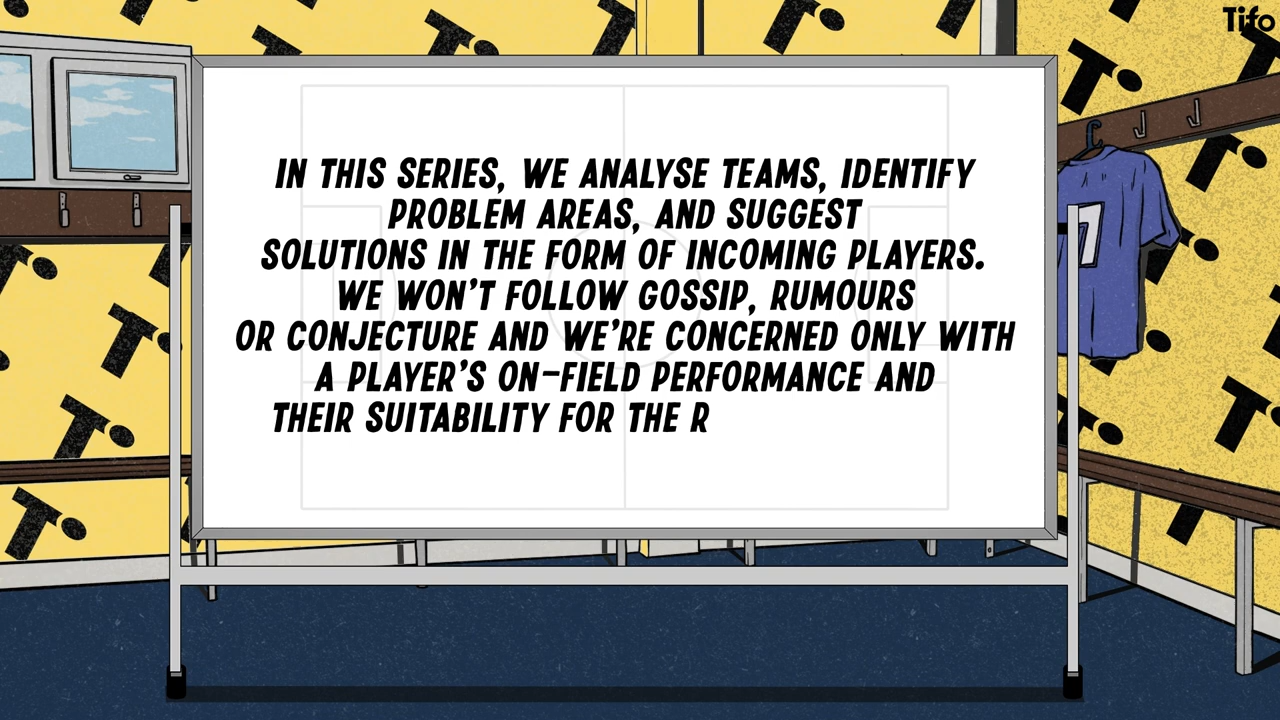 Tifo
IN THIS SERIES, WE ANALYSE TEAMS, IDENTIFY
PROBLEM AREAS, AND SUGGEST
SOLUTIONS IN THE FORM OF INCOMING PLAYERS.
WE WON'T FOLLOW GOSSIP, RUMOURS
OR CONJECTURE AND WE'RE CONCERNED ONLY WITH
A PLAYER'S ON-FIELD PERFORMANCE AND
THEIR SUITABILITY FOR THE R